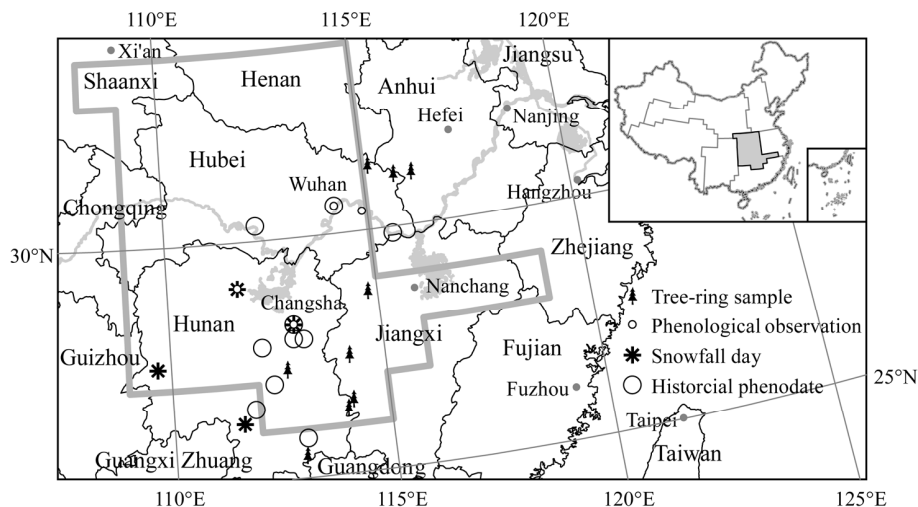 110°E
115°E
120°E
Xi'an
Jiangsu
Shaanxi
Henan
Anhui
Hefei
Nanjing
Hubei
Wuhan
Hangzhou
Chongqing
30°N
Zhejiang
Nanchang
Changsha
Tree-ring sample
Hunan
Jiangxi
Phenological observation
Guizhou
Fujian
Snowfall day
25°N
Fuzhou
Historcial phenodate
Taipei
Guangxi Zhuang
Guangdong
Taiwan
110°E
115°E
120°E
125°E